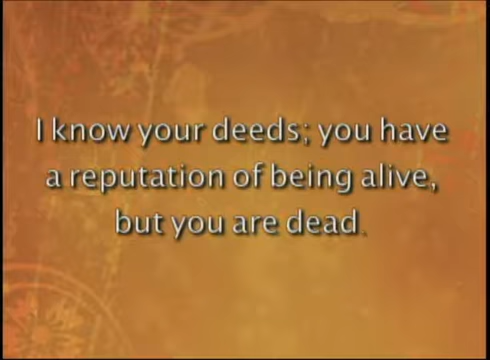 I know your deeds; you have
a reputation of being alive,
but you are dead.